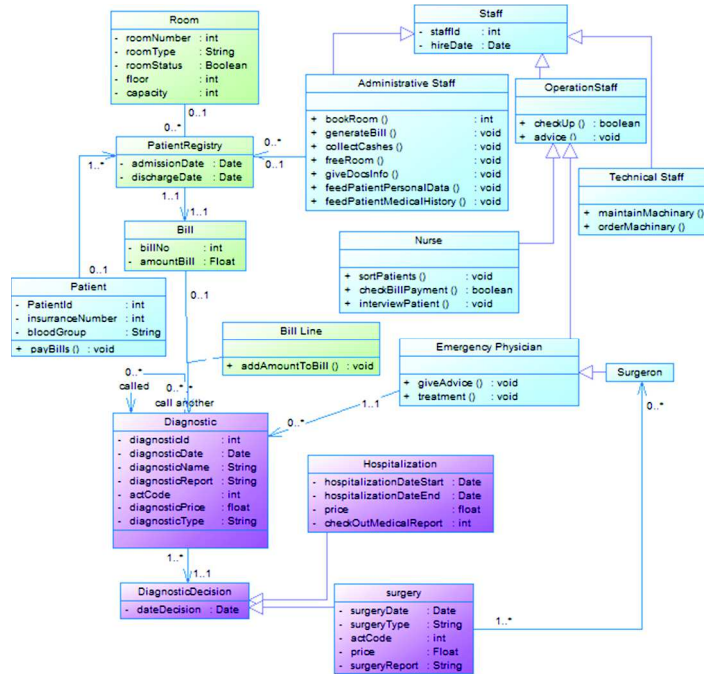 Room
- roomNumber : int
- roomType : String
- roomStatus : Boolean
- floor : int
- capacity : int
0..1
0..*
PatientRegistry
- admissionDate : Date
- dischargeDate : Date
1..*
0..*
0..1
1..1
1..1
Bill
- billNo : int
- amountBill : Float
0..1
0..1
Patient
- PatientId : int
- insurranceNumber : int
- bloodGroup : String
+ payBills () : void
Staff
- staffId : int
- hireDate : Date
Administrative Staff
+ bookRoom () : int
+ generateBill () : void
+ collectCashes () : void
+ freeRoom () : void
+ giveDocsInfo () : void
+ feedPatientPersonalData () : void
+ feedPatientMedicalHistory () : void
OperationStaff
+ checkUp () : boolean
+ advice () : void
Technical Staff
+ maintainMachinary ()
+ orderMachinary ()
Nurse
+ sortPatients () : void
+ checkBillPayment () : boolean
+ interviewPatient () : void
Bill Line
+ addAmountToBill () : void
Emergency Physician
+ giveAdvice () : void
+ treatment () : void
Surgeron
0..*
1..1
0..*
0..*
called
0..*
call another
Diagnostic
- diagnosticId : int
- diagnosticDate : Date
- diagnosticName : String
- diagnosticReport : String
- actCode : int
- diagnosticPrice : float
- diagnosticType : String
1..*
1..1
DiagnosticDecision
- dateDecision : Date
Hospitalization
- hospitalizationDateStart : Date
- hospitalizationDateEnd : Date
- price : float
- checkOutMedicalReport : int
surgery
- surgeryDate : Date
- surgeryType : String
- actCode : int
- price : Float
- surgeryReport : String
1..*